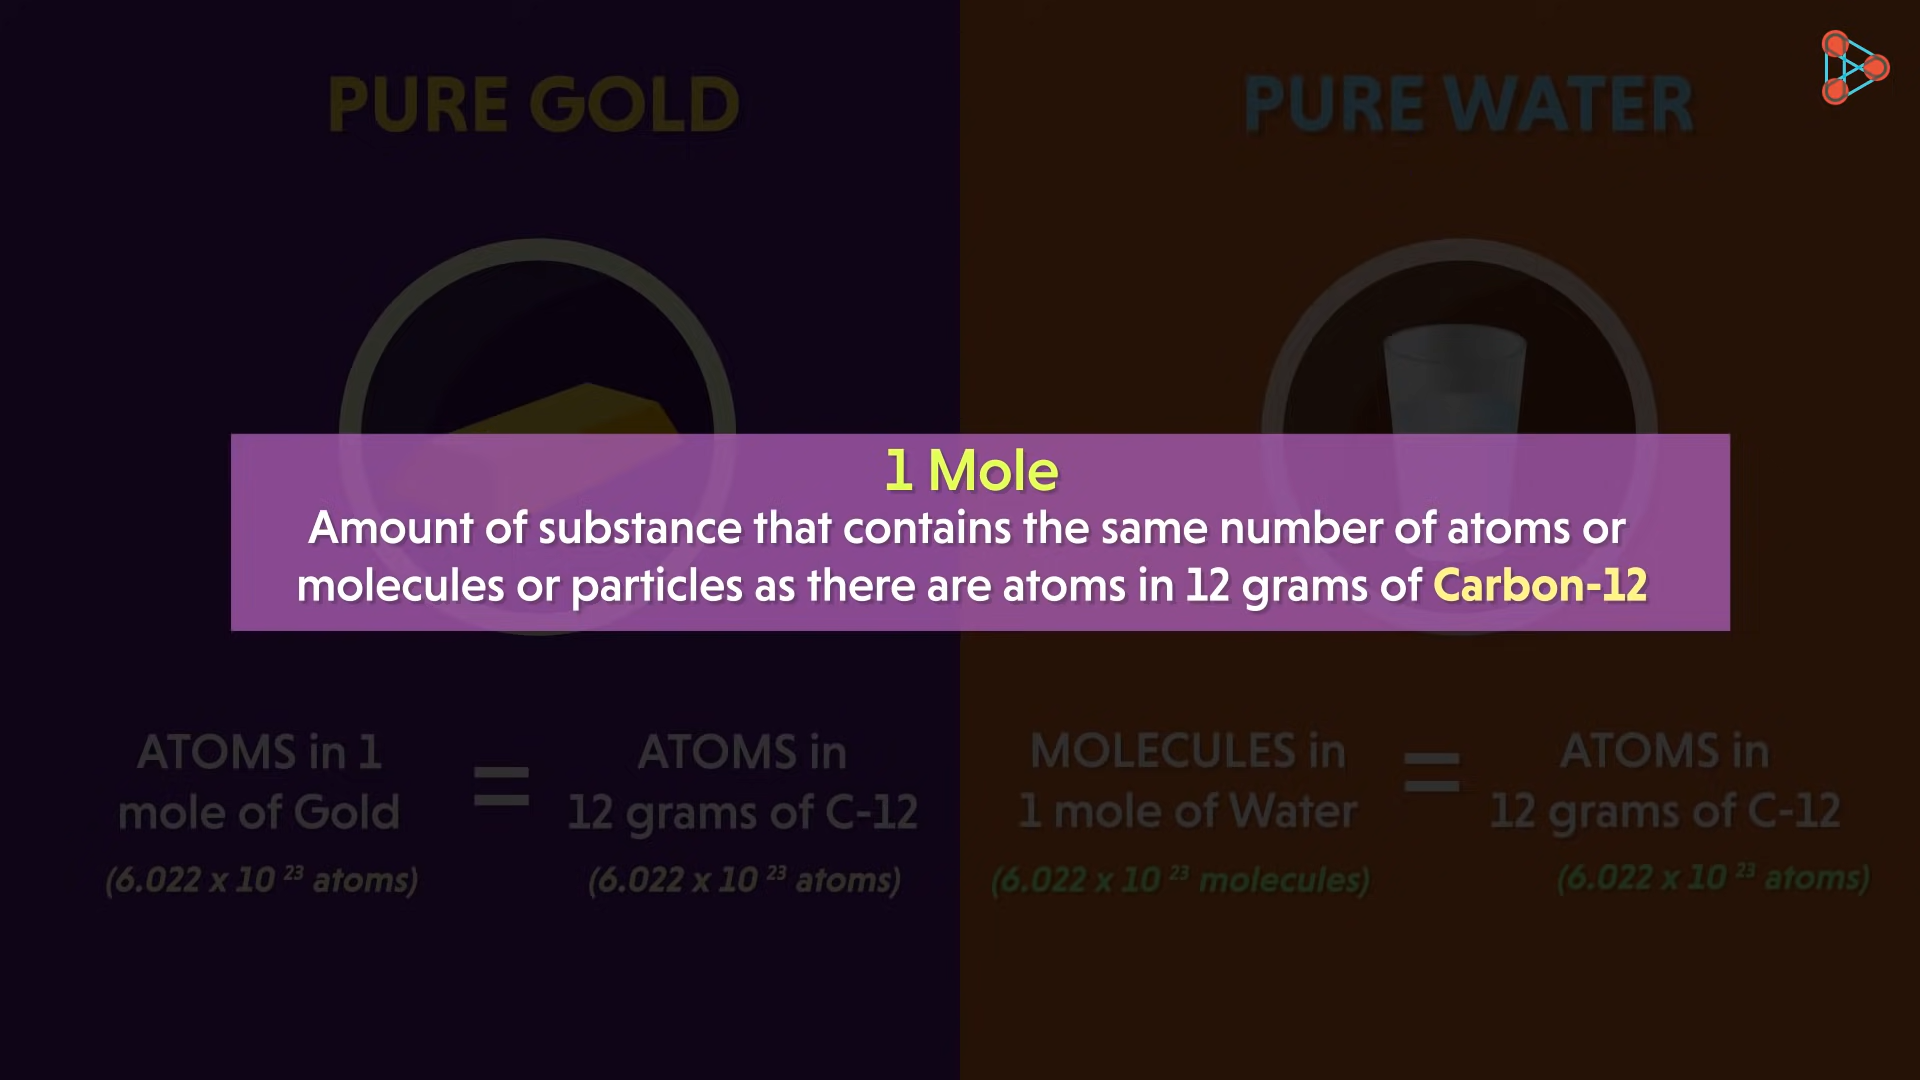 PURE GOLD
PURE WATER
1 Mole
Amount of substance that contains the same number of atoms or
molecules or particles as there are atoms in 12 grams of Carbon-12
ATOMS in 1
mole of Gold
=
ATOMS in
12 grams of C-12
(6.022 x 10 ²³ atoms)
(6.022 x 10 ²³ atoms)
MOLECULES in
1 mole of Water
=
ATOMS in
12 grams of C-12
(6.022 x 10 ²³ molecules)
(6.022 x 10 ²³ atoms)